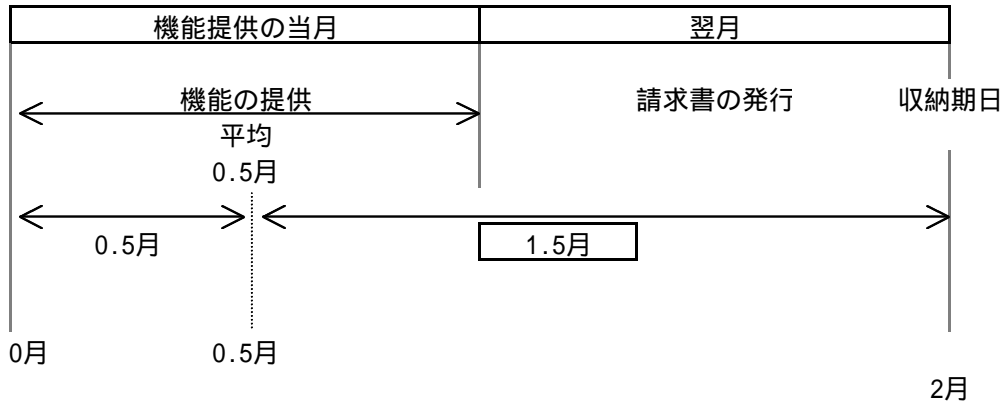 機能提供の当月 翌月
機能の提供 請求書の発行 収納期日
平均
0.5月
0.5月 1.5月
0月 0.5月
2月